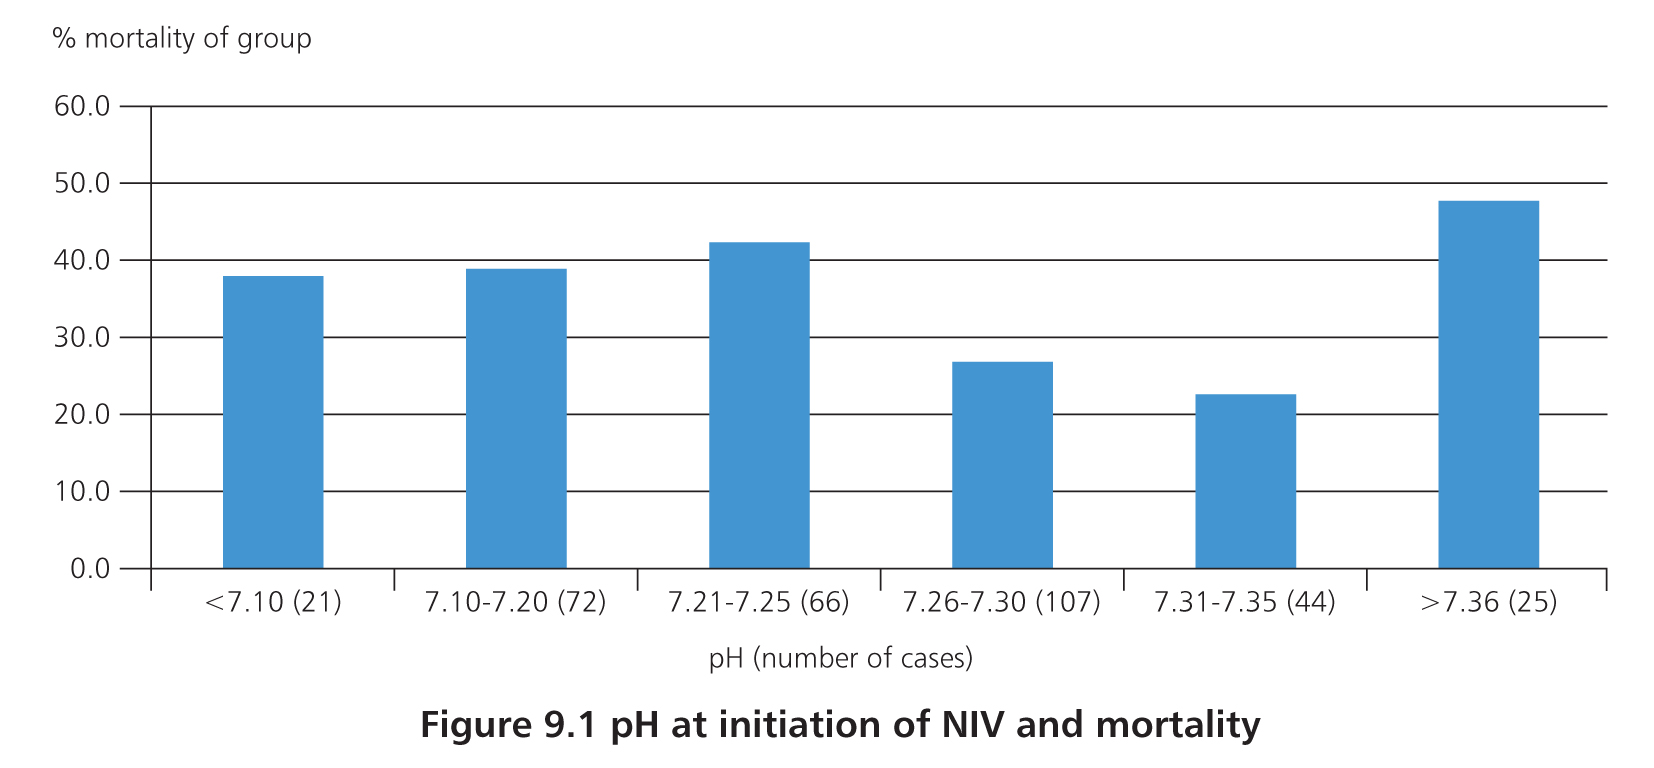 % mortality of group
60.0
50.0
40.0
30.0
20.0
10.0
0.0
<7.10 (21) 7.10-7.20 (72) 7.21-7.25 (66) 7.26-7.30 (107) 7.31-7.35 (44) >7.36 (25)
pH (number of cases)
Figure 9.1 pH at initiation of NIV and mortality